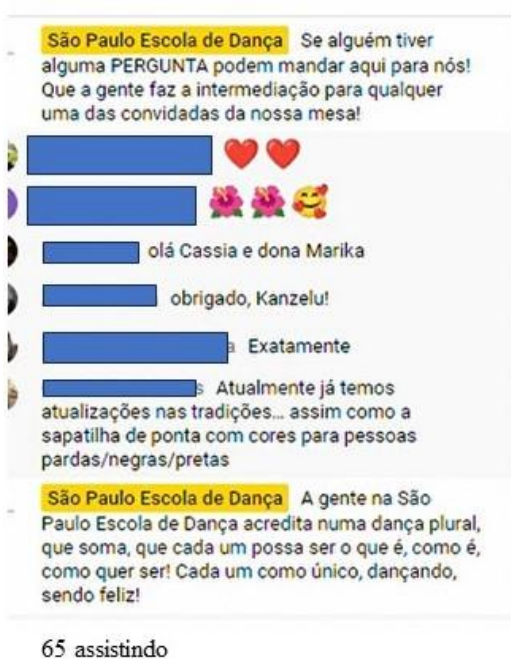 São Paulo Escola de Dança Se alguém tiver
alguma PERGUNTA podem mandar aqui para nós!
Que a gente faz a intermediação para qualquer
uma das convidadas da nossa mesa!
❤️❤️
🌺🌺🥰
olá Cassia e dona Marika
obrigado, Kanzelu!
a Exatamente
s Atualmente já temos
atualizações nas tradições... assim como a
sapatilha de ponta com cores para pessoas
pardas/negras/pretas
São Paulo Escola de Dança A gente na São
Paulo Escola de Dança acredita numa dança plural,
que soma, que cada um possa ser o que é, como é,
como quer ser! Cada um como único, dançando,
sendo feliz!
65 assistindo